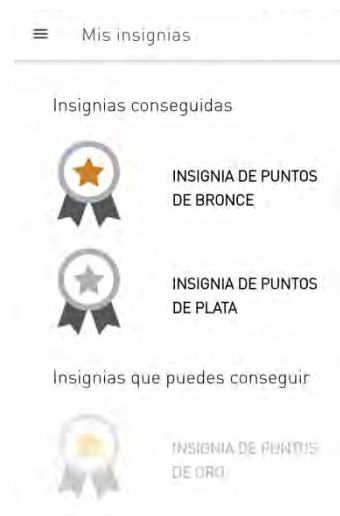 Mis insignias
Insignias conseguidas
INSIGNIA DE PUNTOS
DE BRONCE
INSIGNIA DE PUNTOS
DE PLATA
Insignias que puedes conseguir
INSIGNIA DE PUNTOS
DE ORO